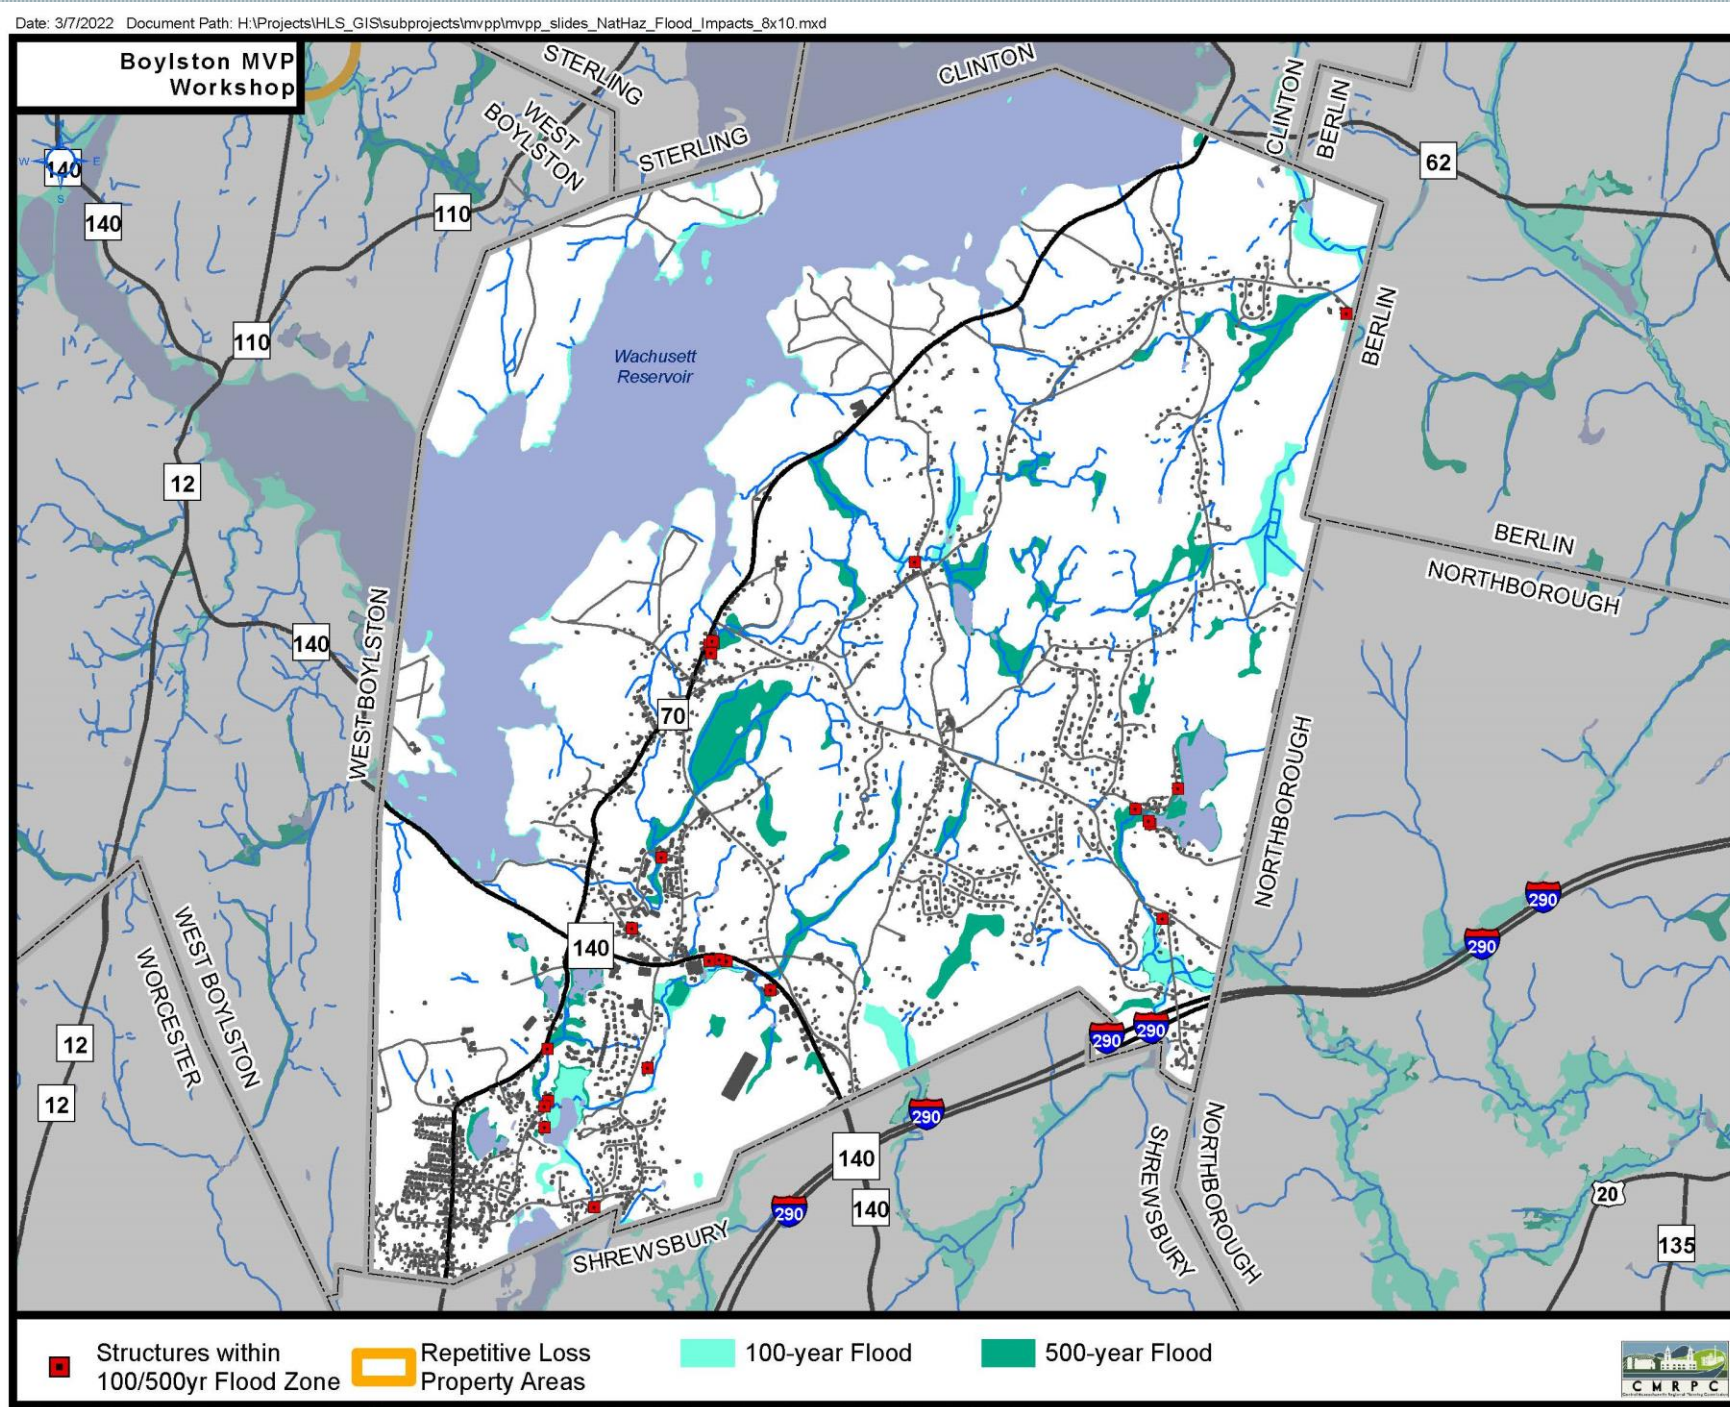 Date: 3/7/2022   Document Path: H:\Projects\HLS_GIS\subprojects\mvpp\mvpp_slides_NatHaz_Flood_Impacts_8x10.mxd
Boylston MVP
Workshop
STERLING
CLINTON
CLINTON
BERLIN
WEST
BOYLSTON
STERLING
W
E
S
140
62
140
110
110
BERLIN
Wachusett
Reservoir
12
BERLIN
NORTHBOROUGH
140
WEST BOYLSTON
70
NORTHBOROUGH
290
290
140
WEST BOYLSTON
WORCESTER
12
290
290
12
290
140
140
290
SHREWSBURY
SHREWSBURY
NORTHBOROUGH
20
135
Structures within
100/500yr Flood Zone
Repetitive Loss
Property Areas
100-year Flood
500-year Flood
CMRPC